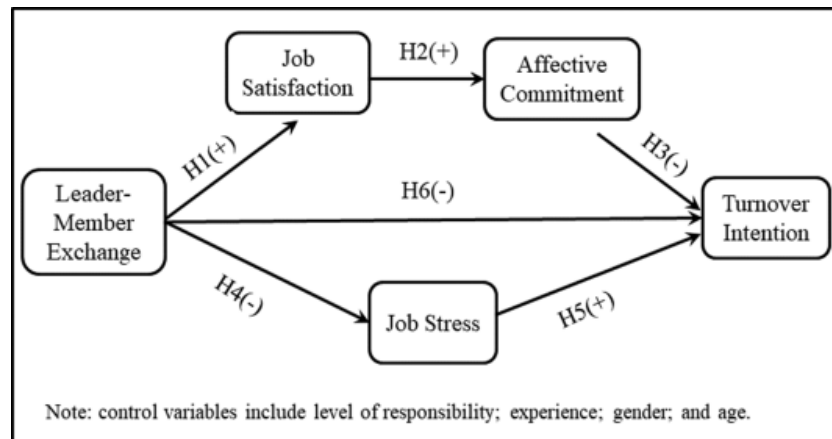 Job
Satisfaction
H2(+)
Affective
Commitment
H1(+)
H3(-)
Leader-
Member
Exchange
H6(-)
Turnover
Intention
H4(-)
Job Stress
H5(+)
Note: control variables include level of responsibility; experience; gender; and age.